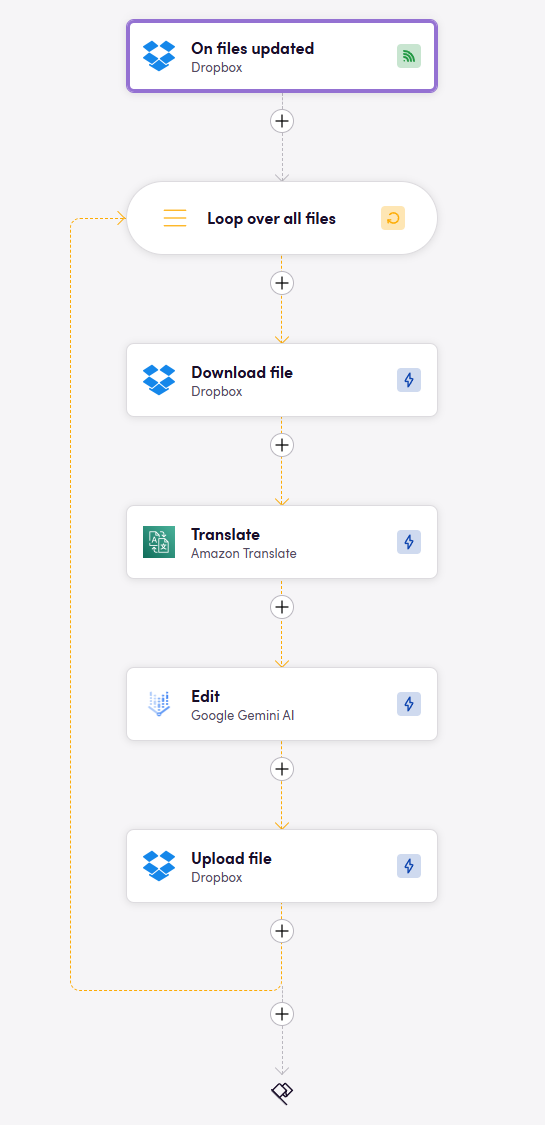 On files updated
Dropbox
Loop over all files
Download file
Dropbox
Translate
Amazon Translate
Edit
Google Gemini AI
Upload file
Dropbox